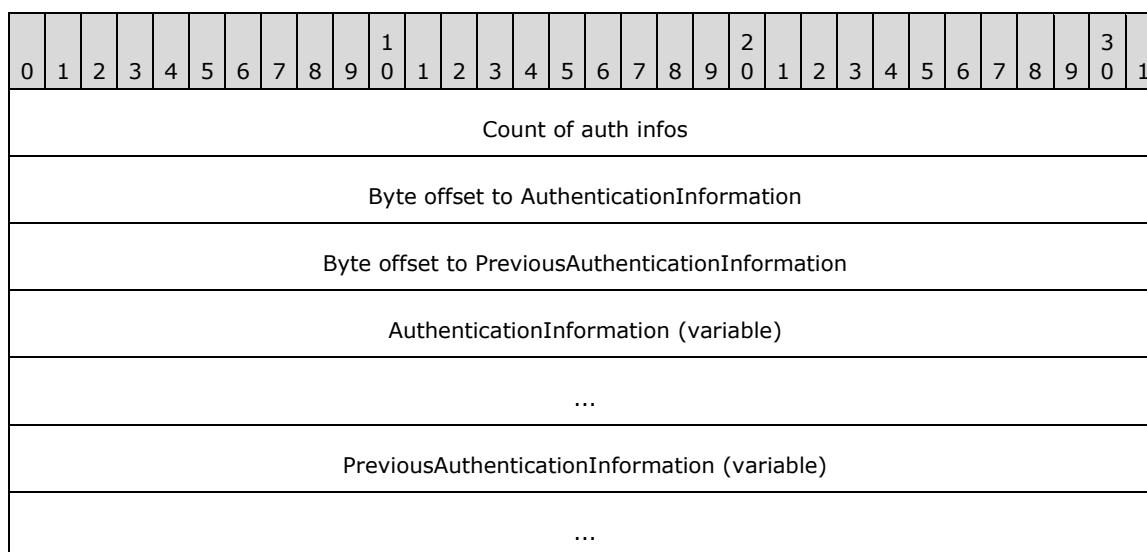 1 2 3
0 1 2 3 4 5 6 7 8 9 0 1 2 3 4 5 6 7 8 9 0 1 2 3 4 5 6 7 8 9 0 1
Count of auth infos
Byte offset to AuthenticationInformation
Byte offset to PreviousAuthenticationInformation
AuthenticationInformation (variable)
...
PreviousAuthenticationInformation (variable)
...